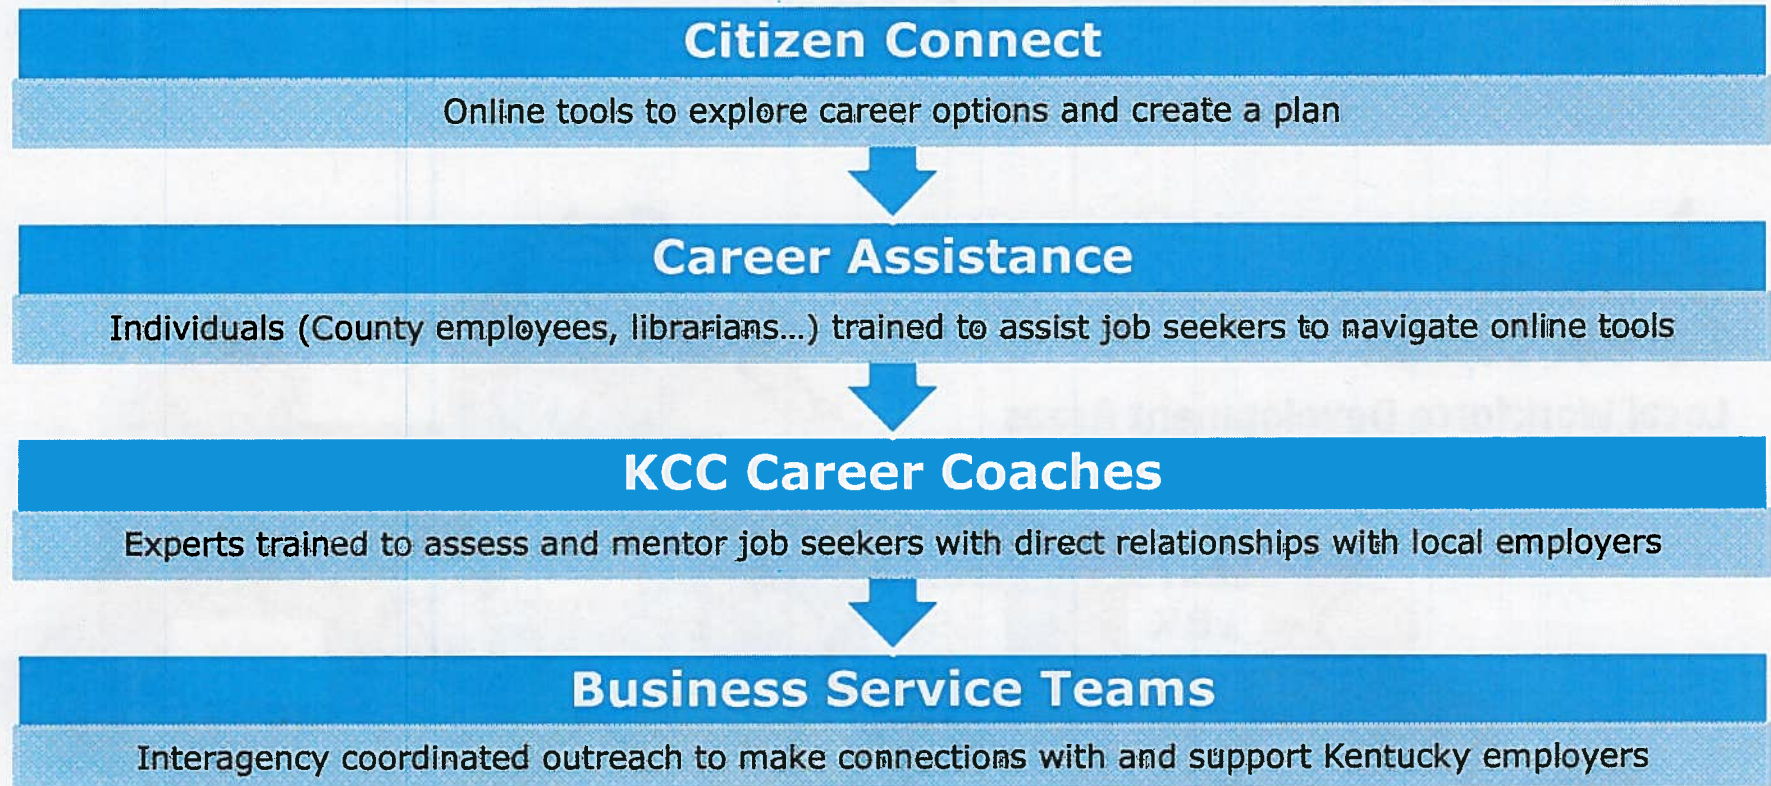 Citizen Connect
Online tools to explore career options and create a plan
Career Assistance
Individuals (County employees, librarians...) trained to assist job seekers to navigate online tools
KCC Career Coaches
Experts trained to assess and mentor job seekers with direct relationships with local employers
Business Service Teams
Interagency coordinated outreach to make connections with and support Kentucky employers